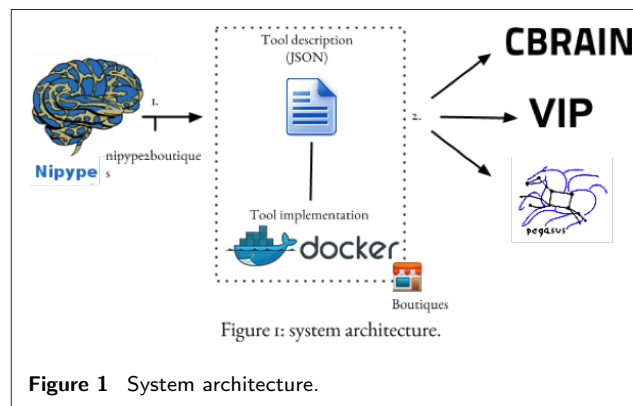 Tool description
(JSON)
CBRAIN
1.
2.
VIP
nipype2boutique
s
Nipype
Tool implementation
docker
pegasus
Boutiques
Figure 1: system architecture.
Figure 1 System architecture.